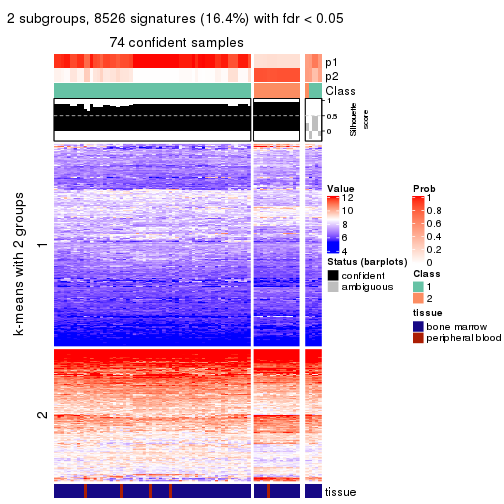 2 subgroups, 8526 signatures (16.4%) with fdr < 0.05
74 confident samples
p1
p2
Class
1
0.5
0
Silhouette
score
k-means with 2 groups
1
2
tissue
Value
12
10
8
6
4
Status (barplots)
confident
ambiguous
Prob
1
0.8
0.6
0.4
0.2
0
Class
1
2
tissue
bone marrow
peripheral blood